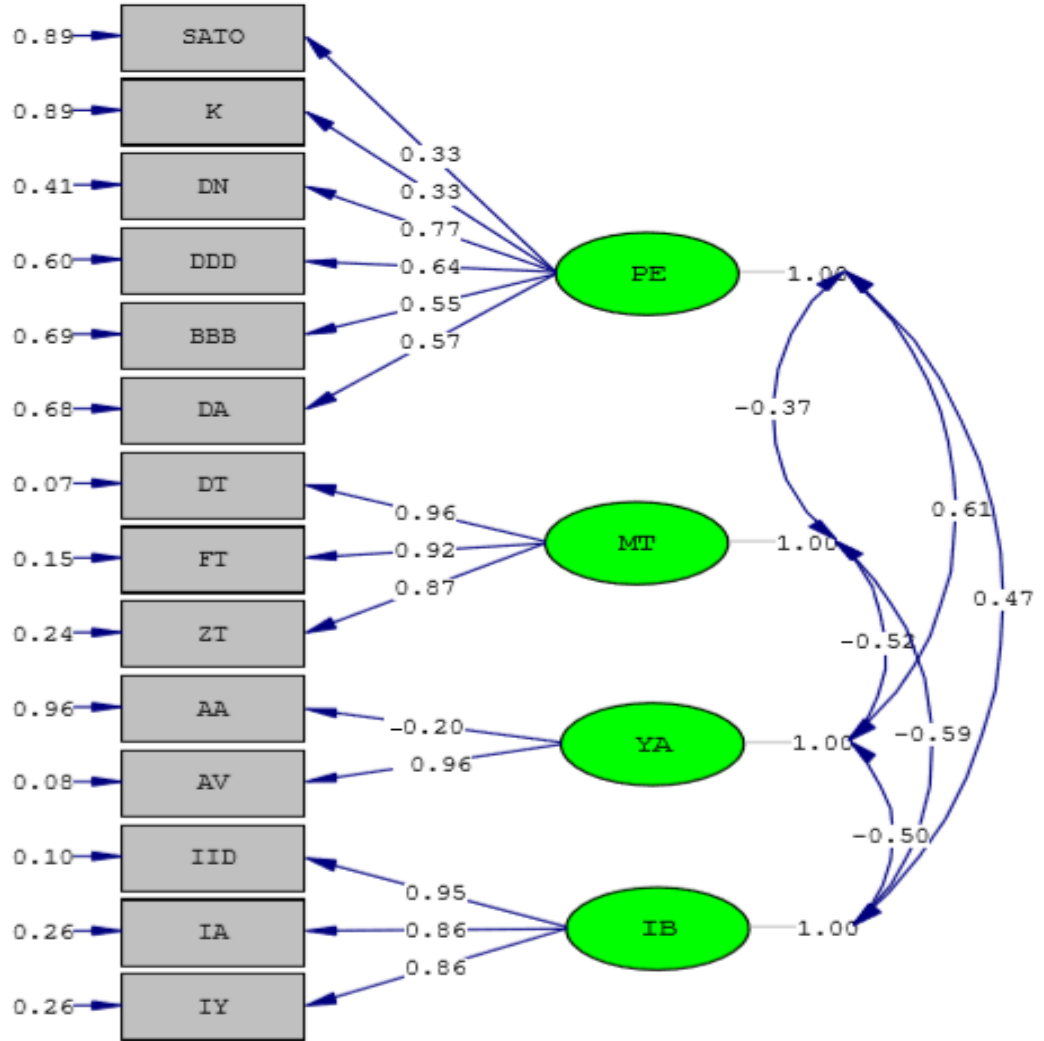 0.89 SATO
0.89 K
0.33
0.41 DN
0.33
0.77
0.60 DDD
0.64
PE 1.00
0.69 BBB
0.55
0.57
0.68 DA
-0.37
0.07 DT
0.96
0.61
0.15 FT
0.92
MT 1.00
0.87
0.47
0.24 ZT
-0.52
0.96 AA
-0.20
-0.59
YA 1.00
0.08 AV
0.96
-0.50
0.10 IID
0.95
0.26 IA
0.86
IB 1.00
0.86
0.26 IY